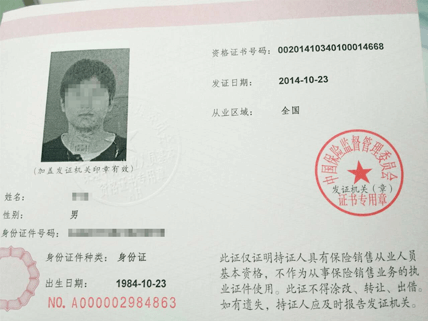 资格证书号码：00201410340100014668
发证日期：2014-10-23
从业区域：全国
（加盖发证机关印章有效）
中国保险监督管理委员会
发证机关（章）
证书专用章
姓名：
性别：男
身份证件号码：
身份证件种类：身份证
出生日期：1984-10-23
NO. A000002984863
此证仅证明持证人具有保险销售从业人员
基本资格，不作为从事保险销售业务的执
业证件使用。此证不得涂改、转让、出借。
如有遗失，持证人应及时报告发证机关。